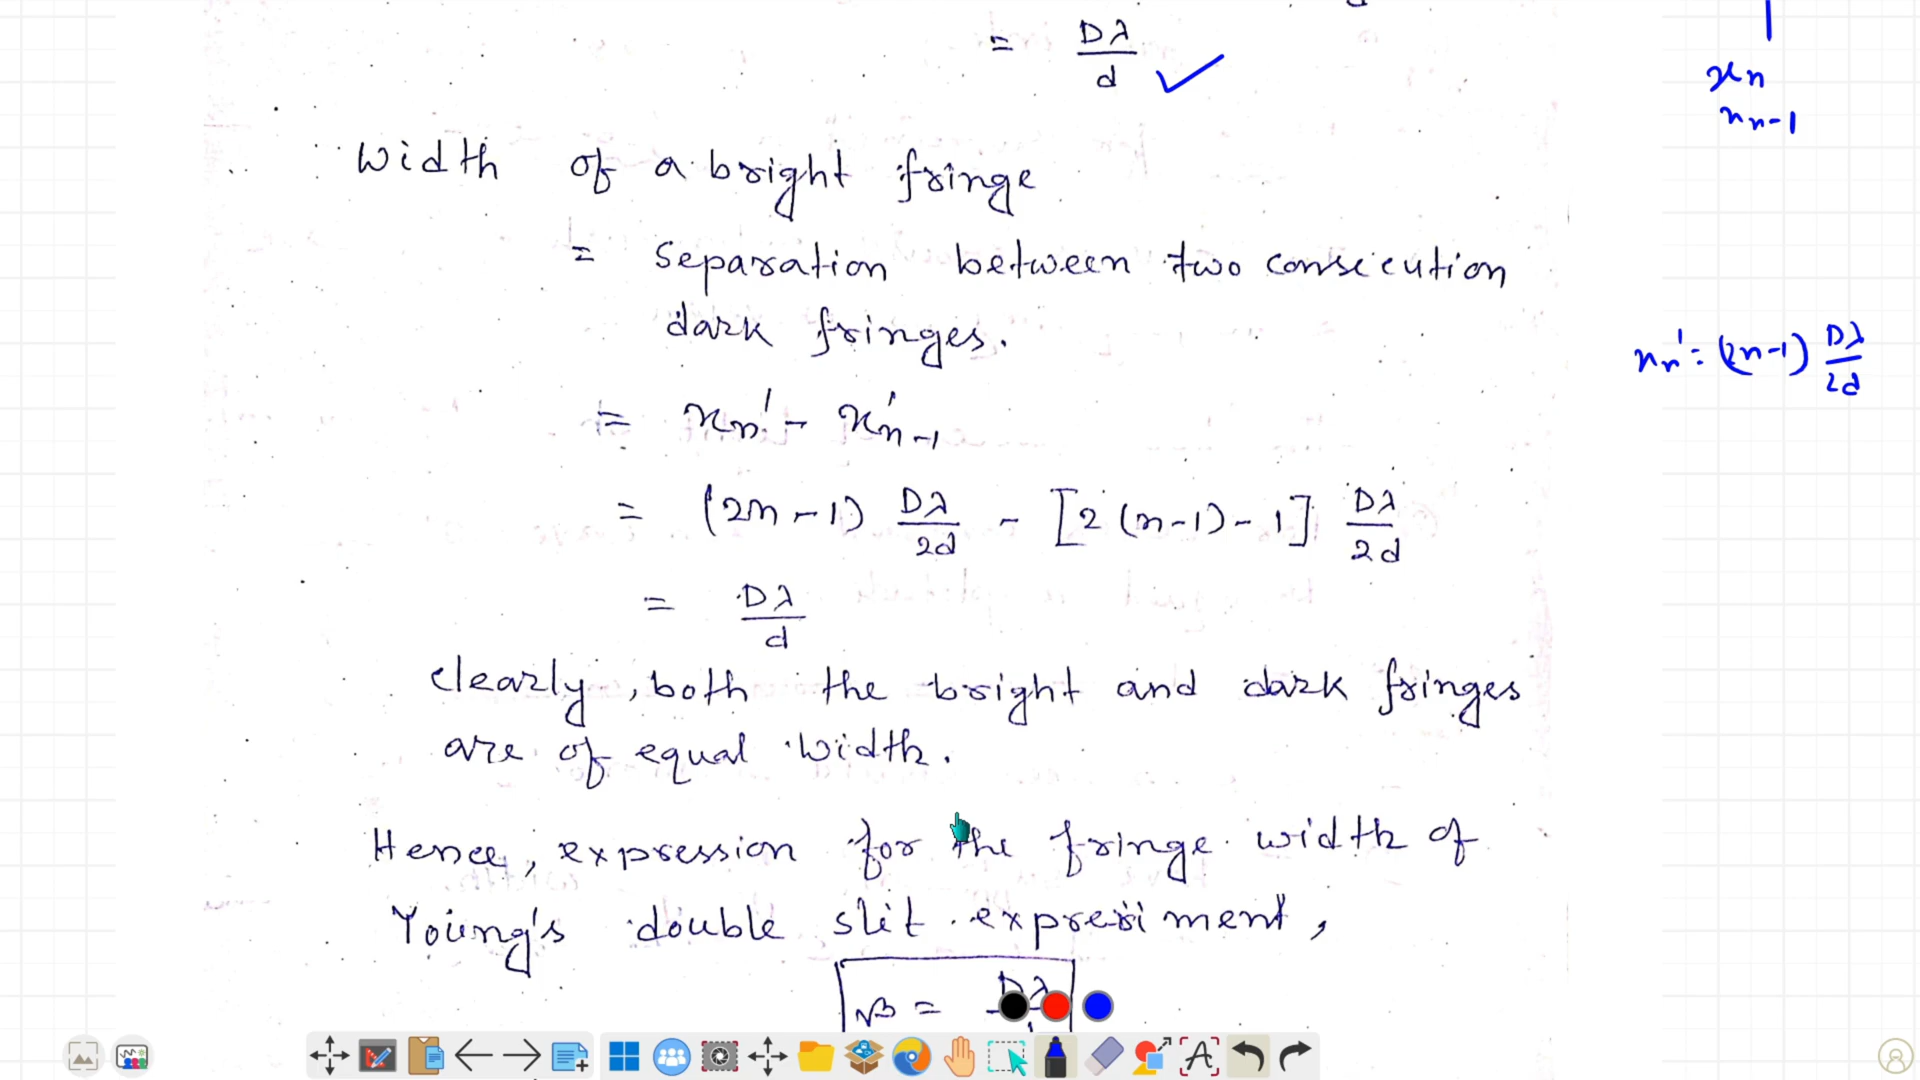 = Dλ/d ✓
xn
xn-1
Width of a bright fringe
= Separation between two consecution
dark fringes.
xn' = (2n-1) Dλ/2d
= xn' - x'n-1
= (2n-1) Dλ/2d - [2(n-1)-1] Dλ/2d
= Dλ/d
clearly, both the bright and dark fringes
are of equal width.
Hence, expression for the fringe width of
Young's double slit experiment,
β = Dλ